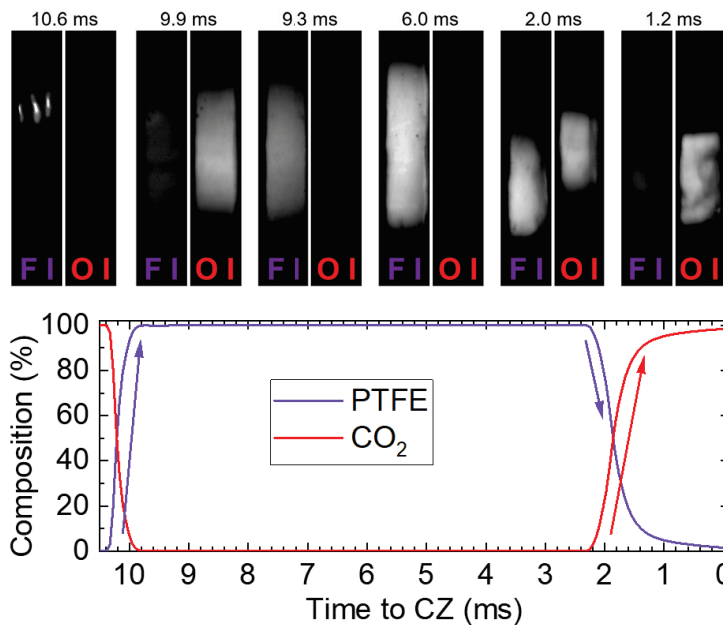 10.6 ms 9.9 ms 9.3 ms 6.0 ms 2.0 ms 1.2 ms
F I O I F I O I F I O I F I O I F I O I F I O I
Composition (%)
100
80
60
40
20
0
PTFE
CO₂
10 9 8 7 6 5 4 3 2 1 0
Time to CZ (ms)